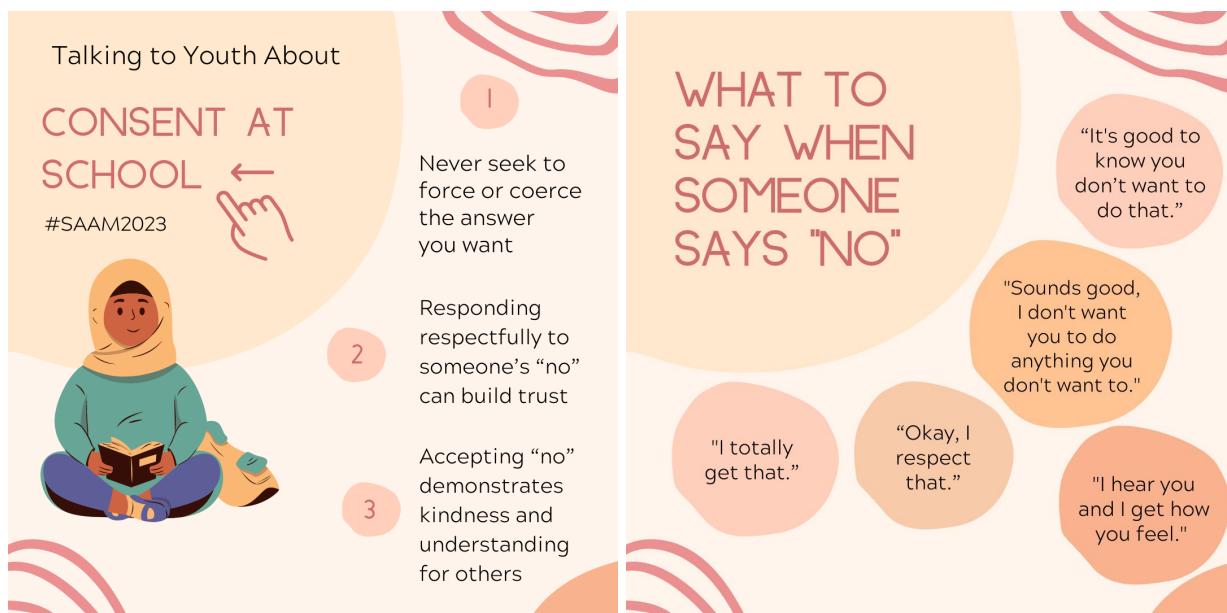 Talking to Youth About
CONSENT AT
SCHOOL
#SAAM2023
1
Never seek to
force or coerce
the answer
you want
2
Responding
respectfully to
someone’s “no”
can build trust
3
Accepting “no”
demonstrates
kindness and
understanding
for others
WHAT TO
SAY WHEN
SOMEONE
SAYS "NO"
“It's good to
know you
don’t want to
do that.”
"Sounds good,
I don't want
you to do
anything you
don't want to."
"I totally
get that.”
“Okay, I
respect
that.”
"I hear you
and I get how
you feel."